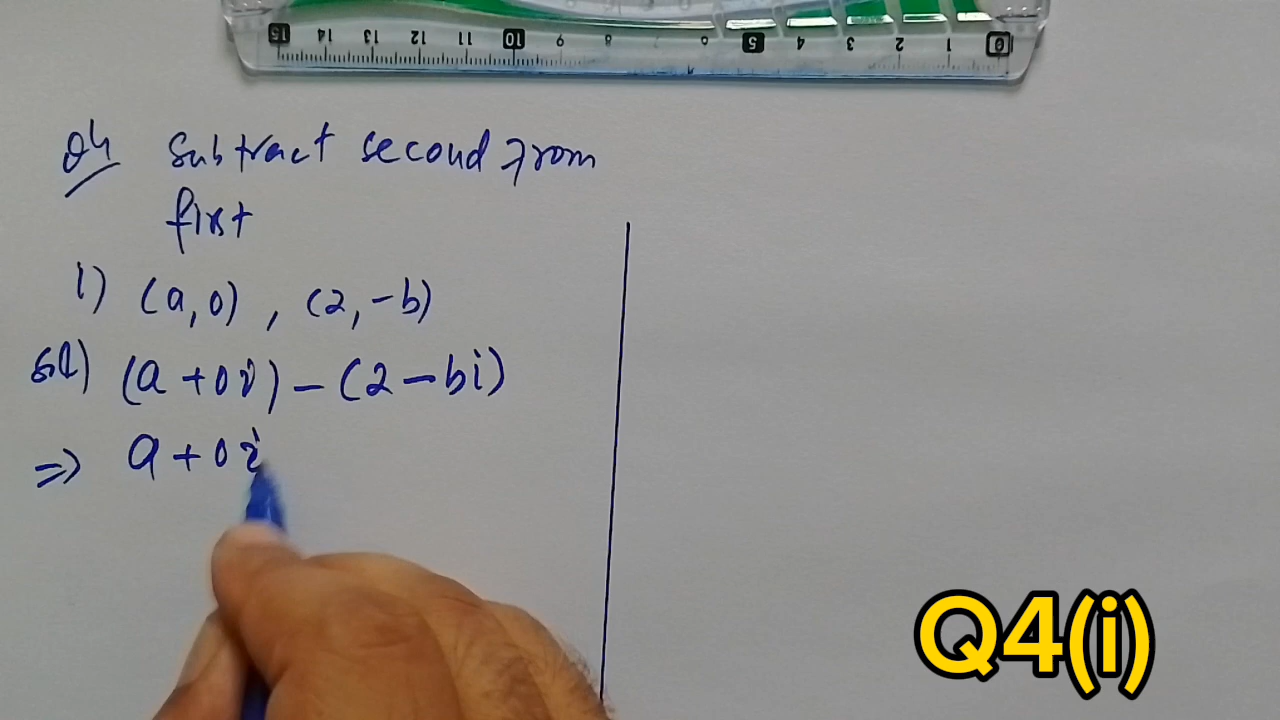 15 14 13 12 11 10 9 8 7 6 5 4 3 2 1 0
Q4 Subtract second from
first
1) (a,0) , (2,-b)
Sol) (a+0i)-(2-bi)
=> a+0i
Q4(i)